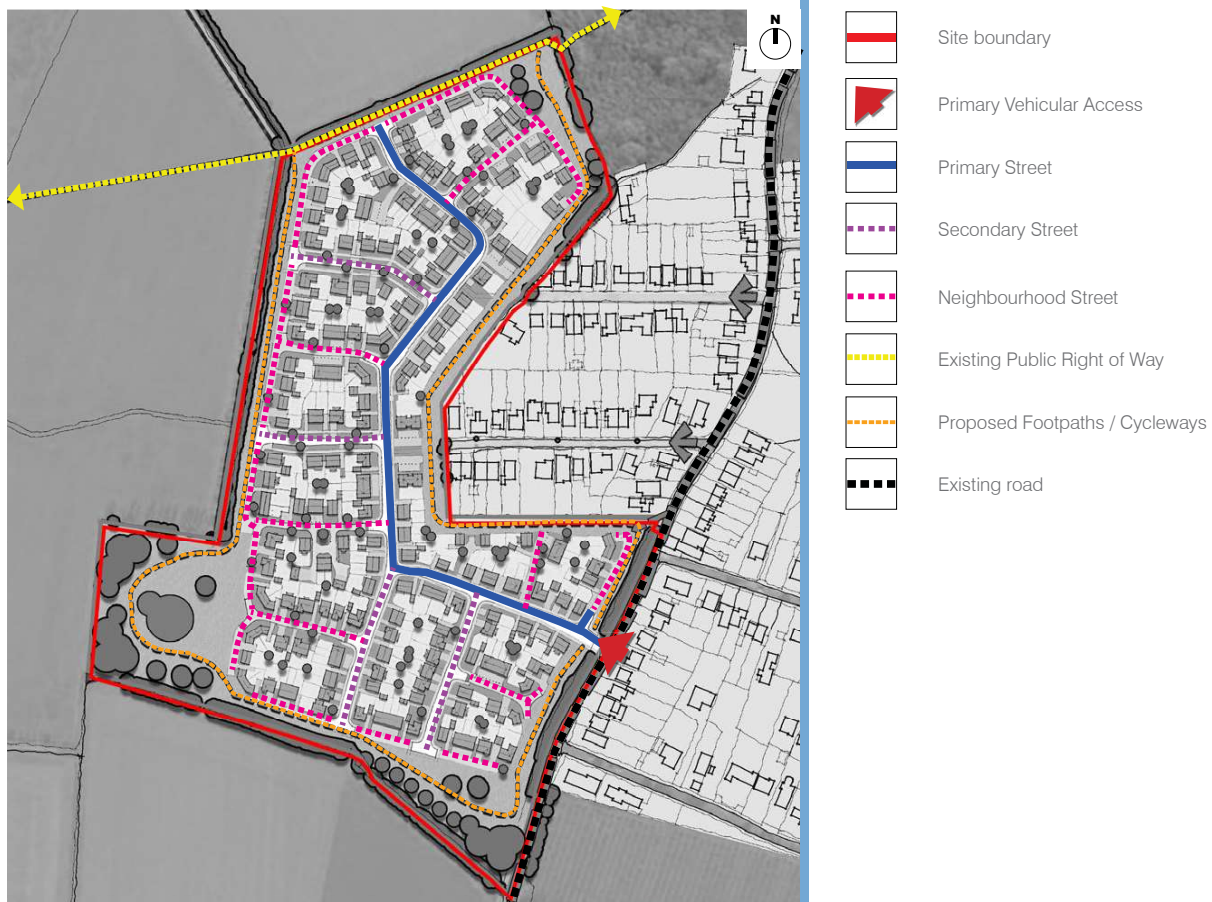 N
Site boundary
Primary Vehicular Access
Primary Street
Secondary Street
Neighbourhood Street
Existing Public Right of Way
Proposed Footpaths / Cycleways
Existing road